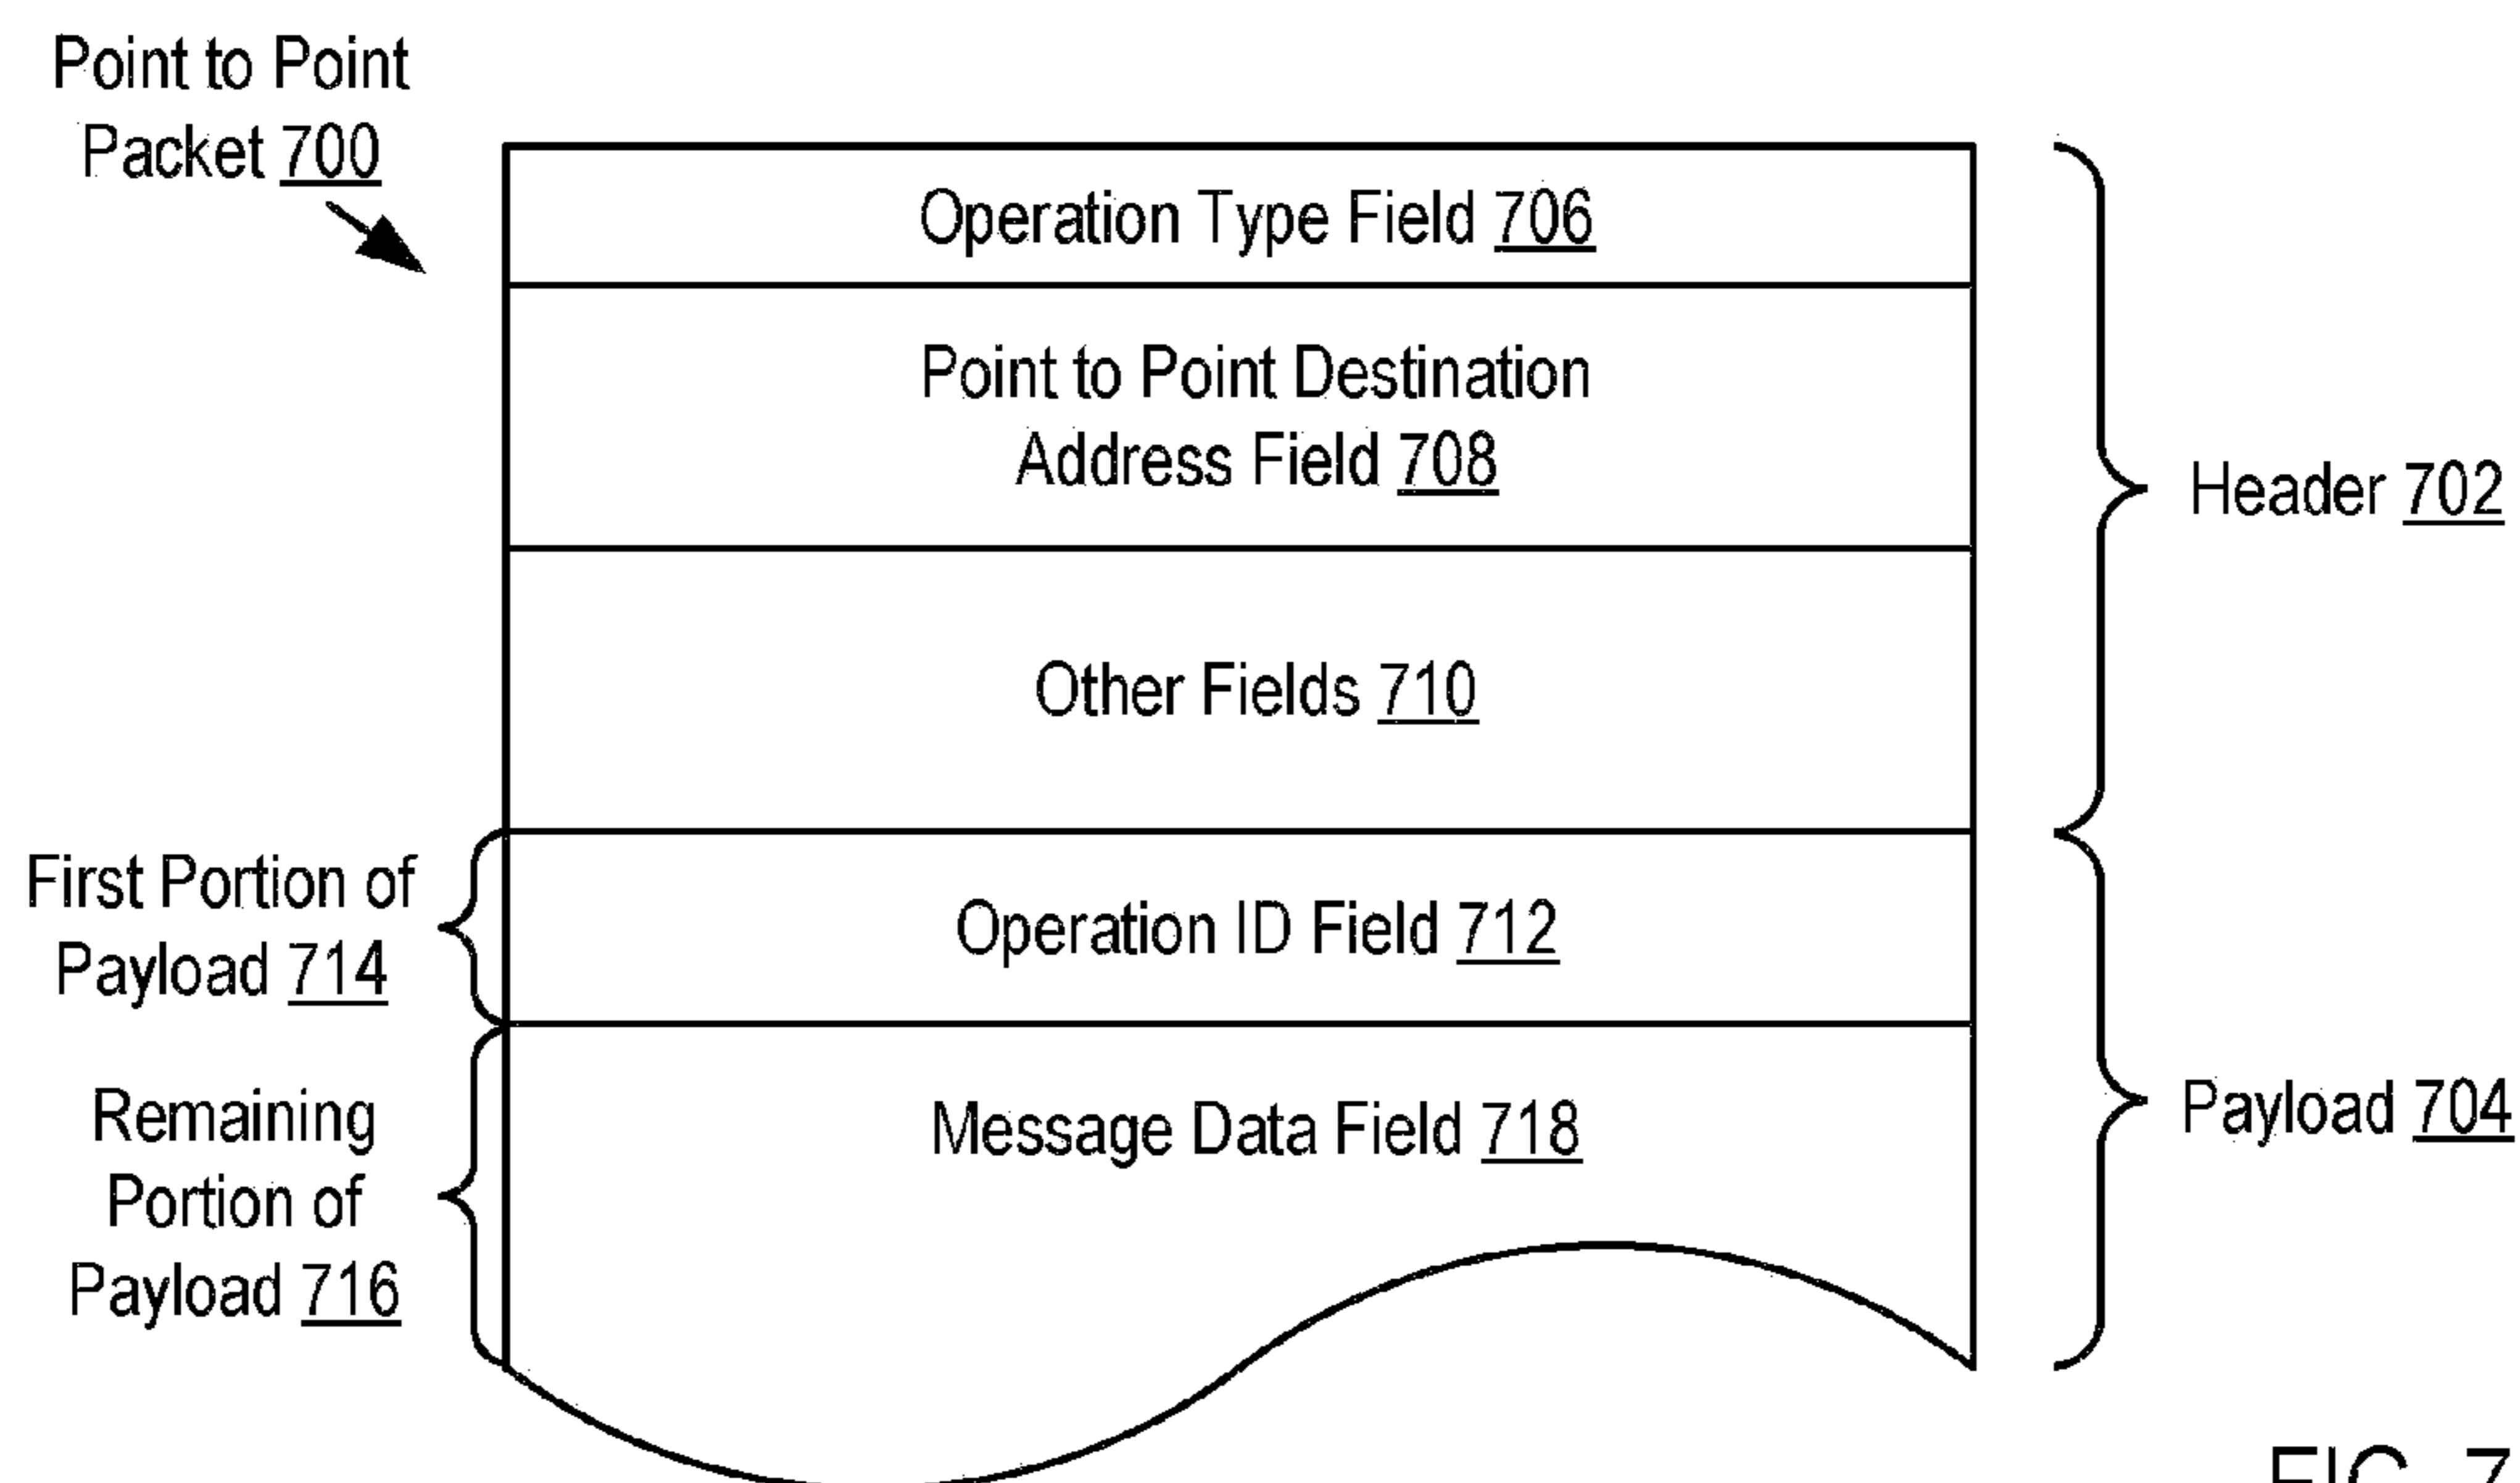 Point to Point
Packet 700
Operation Type Field 706
Point to Point Destination
Address Field 708
Header 702
Other Fields 710
First Portion of
Payload 714
Operation ID Field 712
Remaining
Portion of
Payload 716
Message Data Field 718
Payload 704
FIG. 7